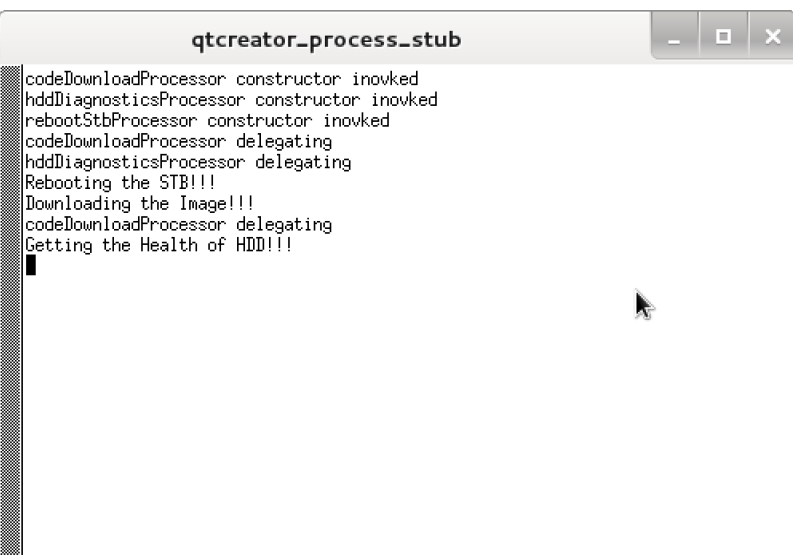 qtcreator_process_stub
codeDownloadProcessor constructor inovked
hddDiagnosticsProcessor constructor inovked
rebootStbProcessor constructor inovked
codeDownloadProcessor delegating
hddDiagnosticsProcessor delegating
Rebooting the STB!!!
Downloading the Image!!!
codeDownloadProcessor delegating
Getting the Health of HDD!!!